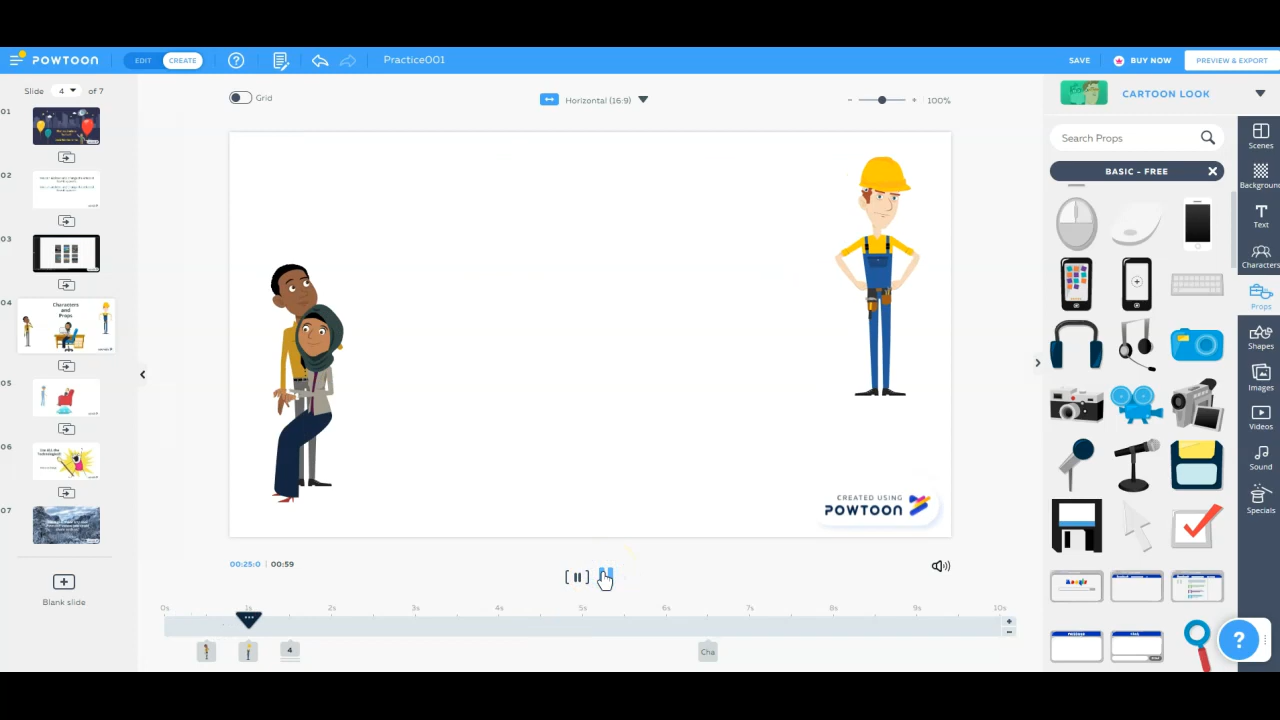 POWTOON
EDIT
CREATE
?
Practice001
SAVE
BUY NOW
PREVIEW & EXPORT
Slide
4
of 7
Grid
Horizontal (16:9)
- + 100%
CARTOON LOOK
Search Props
BASIC - FREE
Scenes
Background
Text
Characters
Props
Shapes
Images
Videos
Sound
Specials
01
02
03
04
Characters
and
Props
05
06
07
CREATED USING
POWTOON
00:25:0 | 00:59
Blank slide
0s
1s
2s
3s
4s
5s
6s
7s
8s
9s
10s
+
-
4
Cha
?